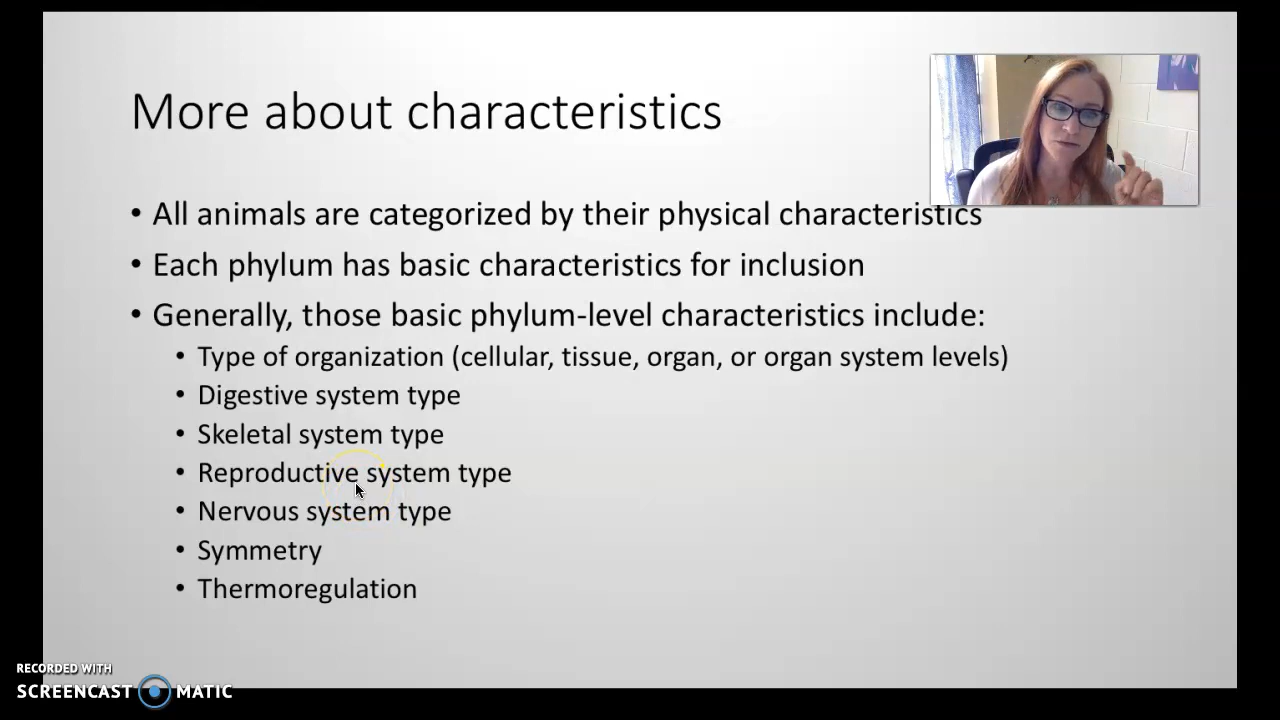 More about characteristics
• All animals are categorized by their physical characteristics
• Each phylum has basic characteristics for inclusion
• Generally, those basic phylum-level characteristics include:
• Type of organization (cellular, tissue, organ, or organ system levels)
• Digestive system type
• Skeletal system type
• Reproductive system type
• Nervous system type
• Symmetry
• Thermoregulation
RECORDED WITH
SCREENCAST MATIC